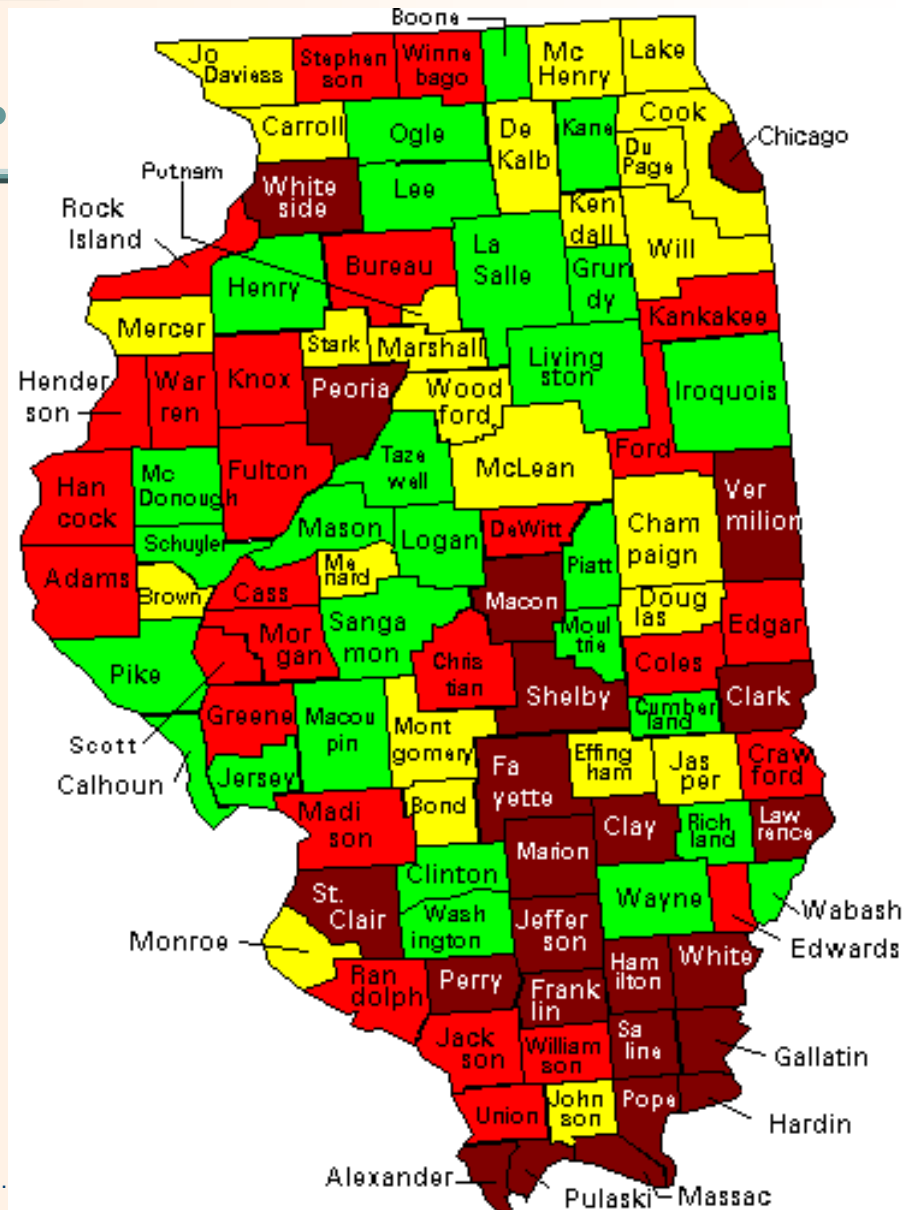 Boone
Jo
Daviess
Stephen
son
Winne
bago
Mc
Henry
Lake
Carroll
Ogle
De
Kalb
Kane
Cook
Du
Page
Chicago
Putnam
White
side
Lee
Rock
Island
Ken
dall
Will
Bureau
La
Salle
Grun
dy
Henry
Mercer
Kankakee
Stark
Marshall
Living
ston
Iroquois
Hender
son
War
ren
Knox
Peoria
Wood
ford
Ford
Han
cock
Mc
Donough
Fulton
Taze
well
McLean
Ver
milion
Mason
Logan
DeWitt
Cham
paign
Schuyler
Adams
Brown
Cass
Me
nard
Piatt
Macon
Doug
las
Mor
gan
Sanga
mon
Moul
trie
Edgar
Pike
Chris
tian
Coles
Shelby
Clark
Greene
Macou
pin
Mont
gomery
Cumber
land
Scott
Calhoun
Jersey
Fa
yette
Effing
ham
Jas
per
Craw
ford
Madi
son
Bond
Clay
Rich
land
Law
rence
Marion
Clinton
St.
Clair
Wash
ington
Jeffer
son
Wayne
Wabash
Edwards
Monroe
Ran
dolph
Perry
Frank
lin
Ham
ilton
White
Jack
son
William
son
Sa
line
Gallatin
Union
John
son
Pope
Hardin
Alexander
Pulaski
Massac